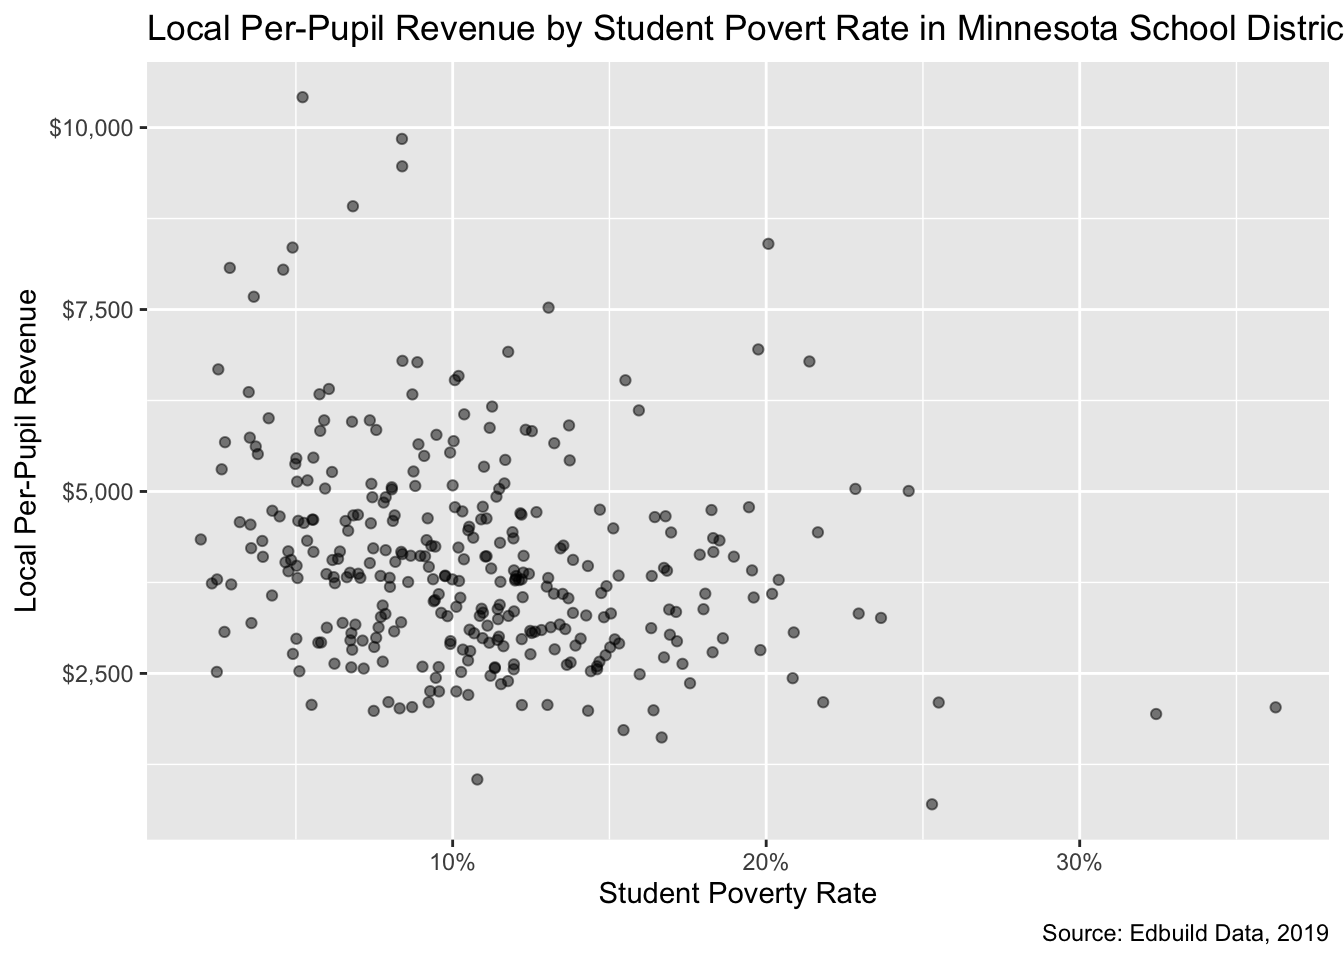 Local Per-Pupil Revenue by Student Povert Rate in Minnesota School Distric
Local Per-Pupil Revenue
$10,000
$7,500
$5,000
$2,500
10% 20% 30%
Student Poverty Rate
Source: Edbuild Data, 2019